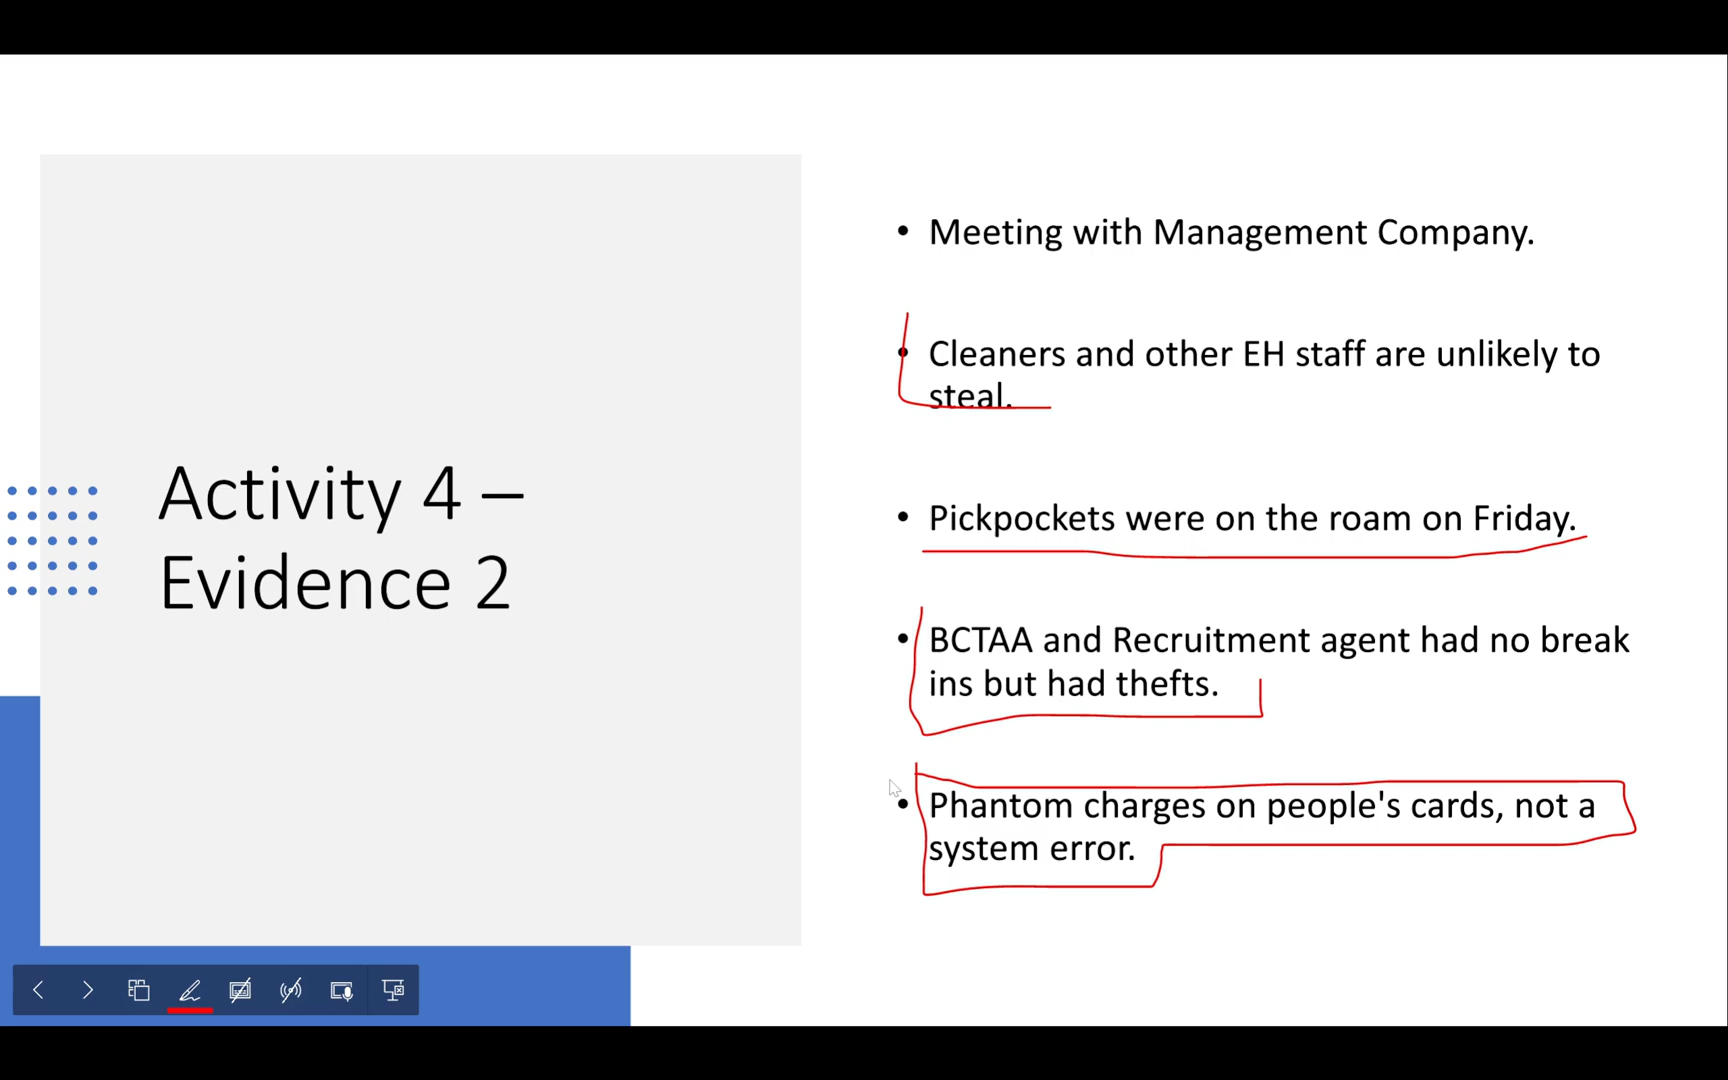 Activity 4 –
Evidence 2
• Meeting with Management Company.
• Cleaners and other EH staff are unlikely to
steal.
• Pickpockets were on the roam on Friday.
• BCTAA and Recruitment agent had no break
ins but had thefts.
• Phantom charges on people's cards, not a
system error.